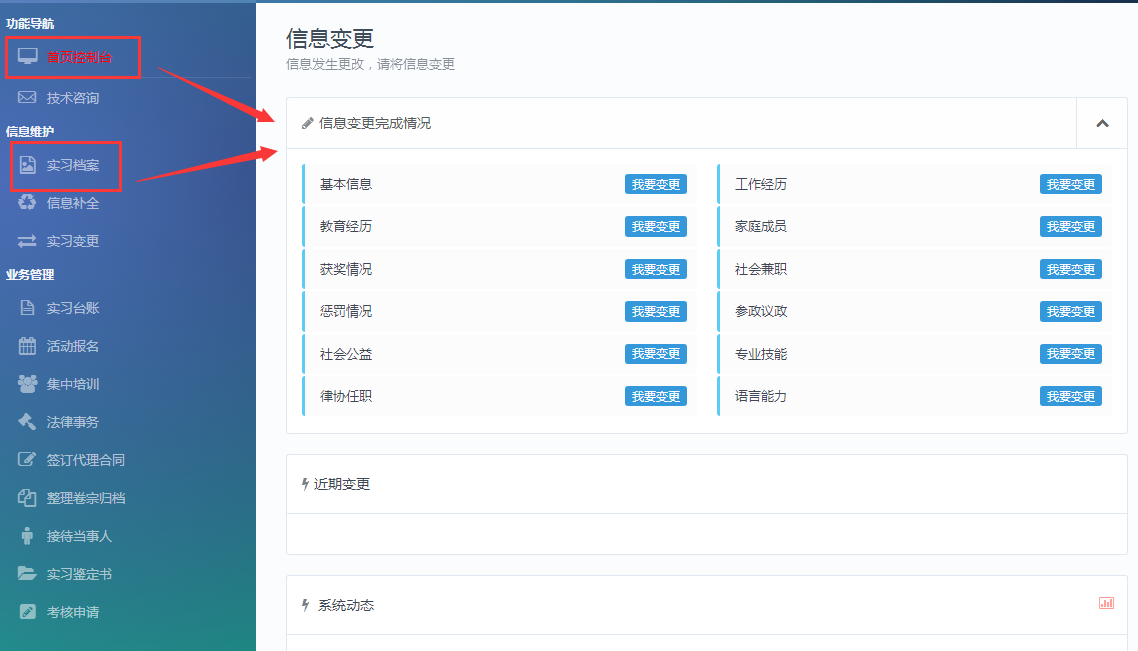 功能导航
首页控制台
技术咨询
信息维护
实习档案
信息补全
实习变更
业务管理
实习台账
活动报名
集中培训
法律事务
签订代理合同
整理卷宗归档
接待当事人
实习鉴定书
考核申请
信息变更
信息发生更改，请将信息变更
信息变更完成情况
基本信息 我要变更
工作经历 我要变更
教育经历 我要变更
家庭成员 我要变更
获奖情况 我要变更
社会兼职 我要变更
惩罚情况 我要变更
参政议政 我要变更
社会公益 我要变更
专业技能 我要变更
律协任职 我要变更
语言能力 我要变更
近期变更
系统动态